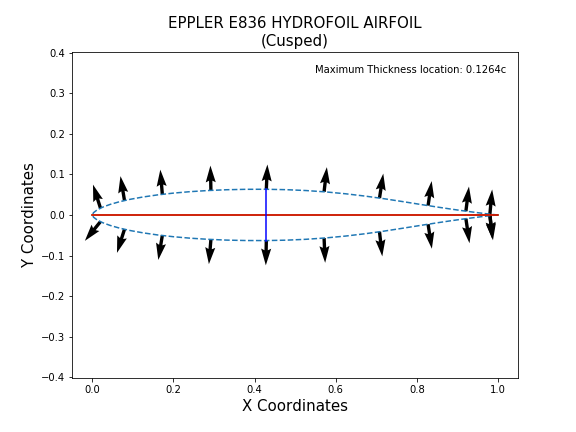 EPPLER E836 HYDROFOIL AIRFOIL
(Cusped)
Maximum Thickness location: 0.1264c
Y Coordinates
0.4
0.3
0.2
0.1
0.0
−0.1
−0.2
−0.3
−0.4
0.0 0.2 0.4 0.6 0.8 1.0
X Coordinates